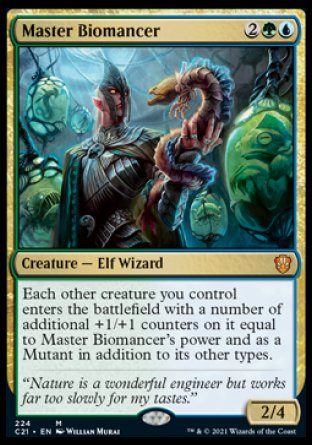 Master Biomancer 2
Creature — Elf Wizard
Each other creature you control
enters the battlefield with a number of
additional +1/+1 counters on it equal
to Master Biomancer's power and as a
Mutant in addition to its other types.
"Nature is a wonderful engineer but works
far too slowly for my tastes."
2/4
224 M
C21 • EN Willian Murai
™ & © 2021 Wizards of the Coast